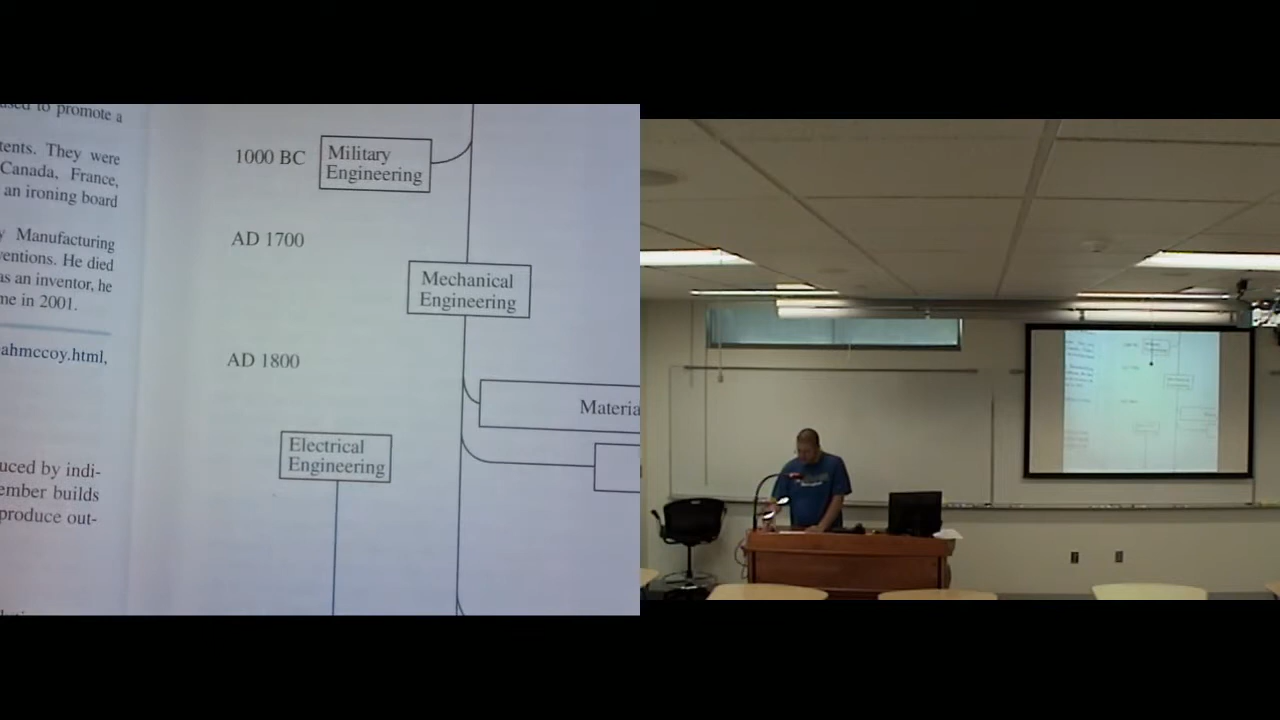 used to promote a
tents. They were
Canada, France,
an ironing board
Manufacturing
ventions. He died
as an inventor, he
me in 2001.
ahmccoy.html,
uced by indi-
ember builds
produce out-
1000 BC
Military
Engineering
AD 1700
Mechanical
Engineering
AD 1800
Materia
Electrical
Engineering